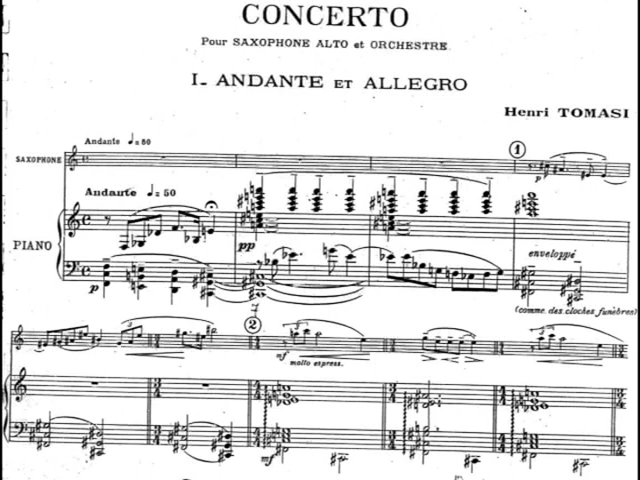 CONCERTO
Pour SAXOPHONE ALTO et ORCHESTRE
I- ANDANTE ET ALLEGRO
Henri TOMASI
Andante ♩= 50
1
SAXOPHONE
p
Andante ♩= 50
PIANO
pp
enveloppé
p
(comme des cloches funèbres)
7
2
mf
molto espress.
mf